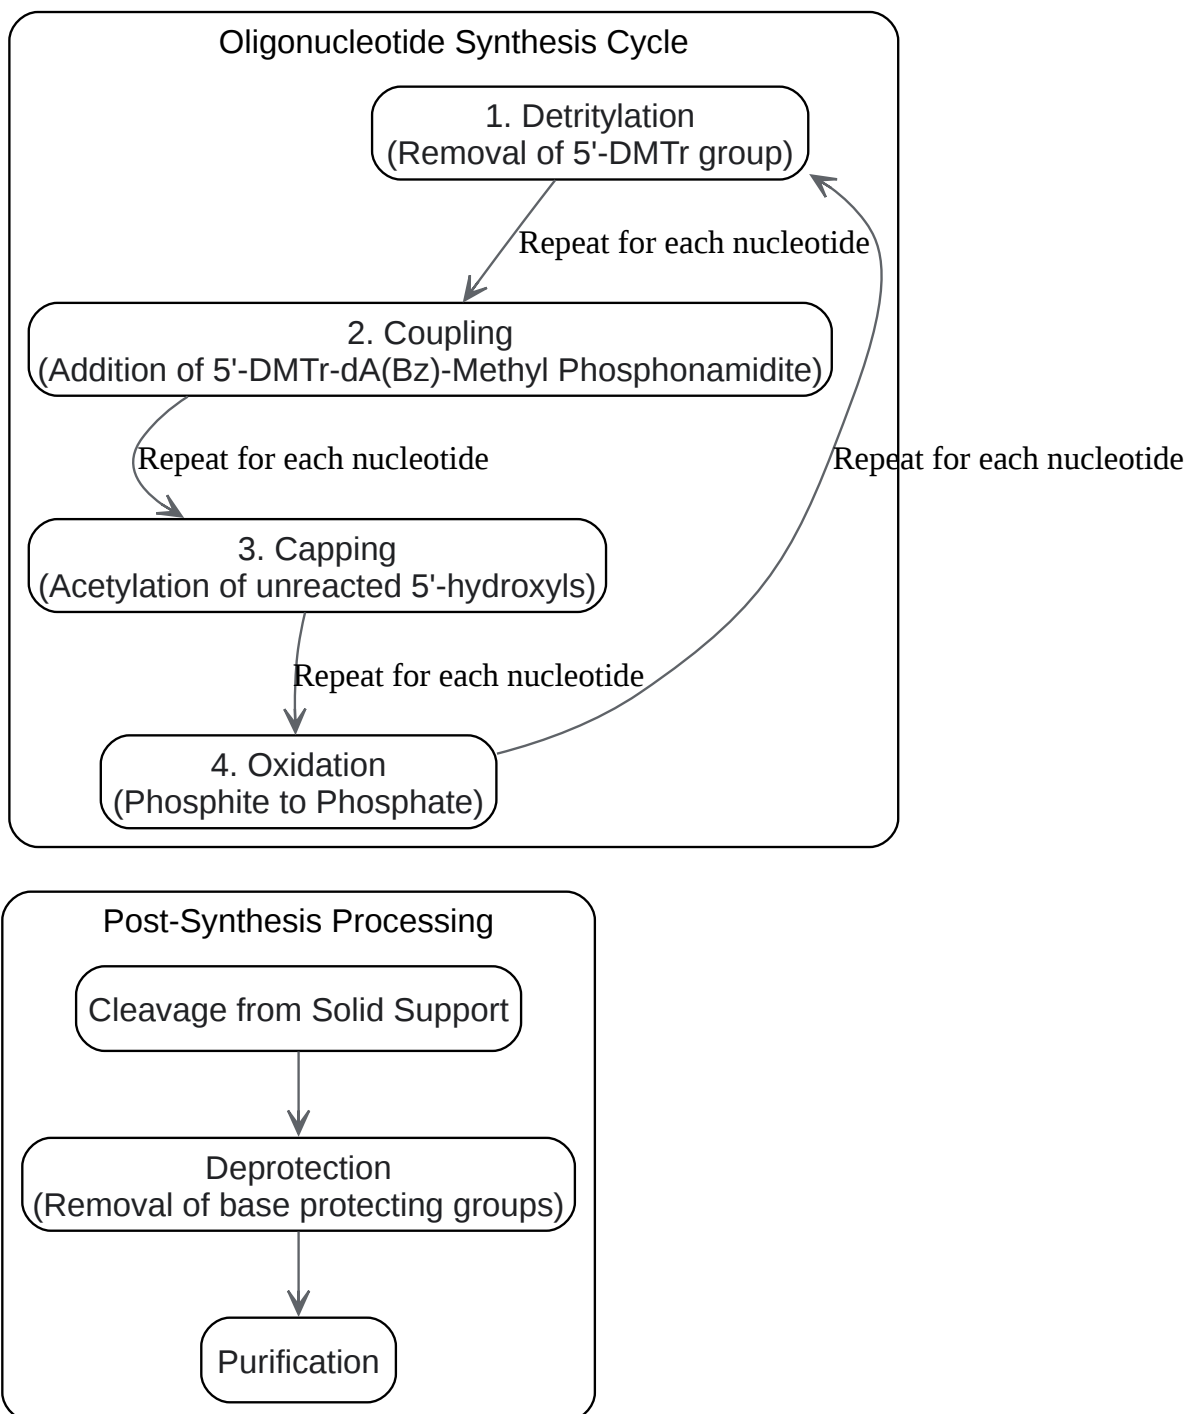 Oligonucleotide Synthesis Cycle
1. Detritylation
(Removal of 5'-DMTr group)
Repeat for each nucleotide
2. Coupling
(Addition of 5'-DMTr-dA(Bz)-Methyl Phosphonamidite)
Repeat for each nucleotide
Repeat for each nucleotide
3. Capping
(Acetylation of unreacted 5'-hydroxyls)
Repeat for each nucleotide
4. Oxidation
(Phosphite to Phosphate)
Post-Synthesis Processing
Cleavage from Solid Support
Deprotection
(Removal of base protecting groups)
Purification